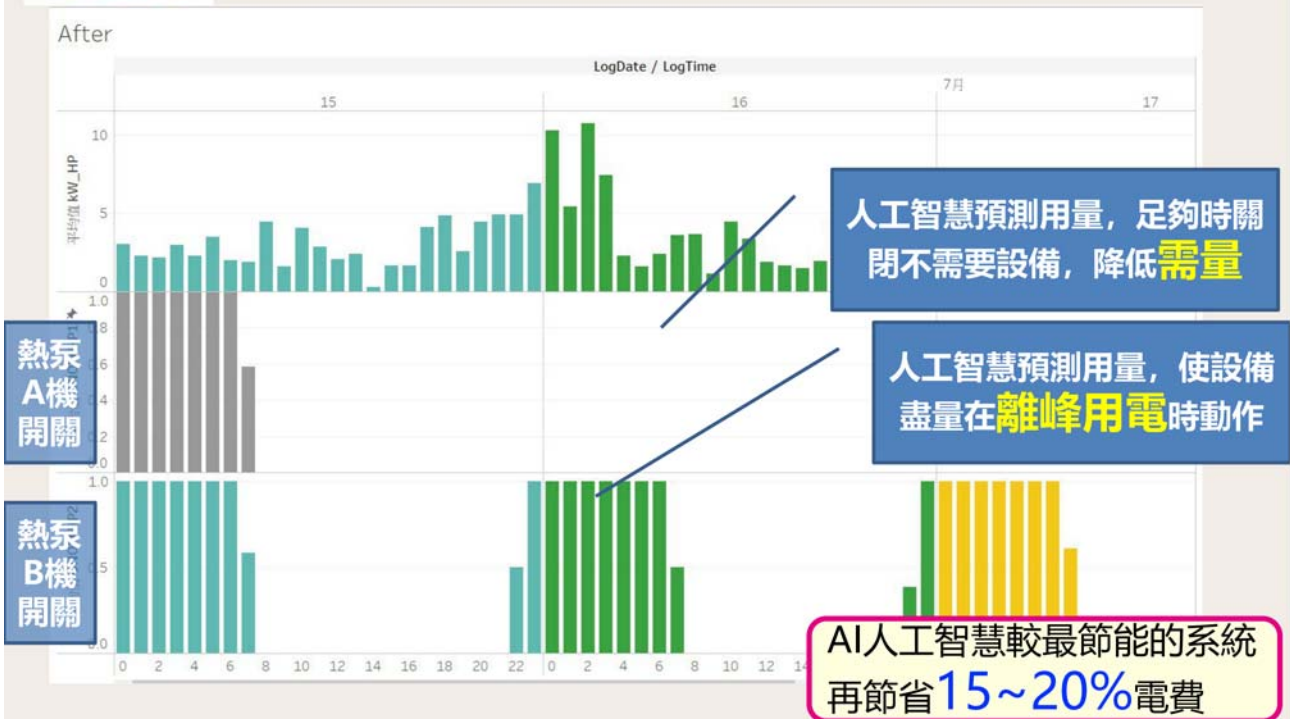 After
LogDate / LogTime
7月
15
16
17
10
5
0
平均值 kW_HP
人工智慧預測用量，足夠時關
閉不需要設備，降低需量
1.0
0.8
0.6
0.4
0.2
0.0
熱泵
A機
開關
人工智慧預測用量，使設備
盡量在離峰用電時動作
1.0
0.5
0.0
熱泵
B機
開關
0 2 4 6 8 10 12 14 16 18 20 22 0 2 4 6 8 10 12
AI人工智慧較最節能的系統
再節省15~20%電費